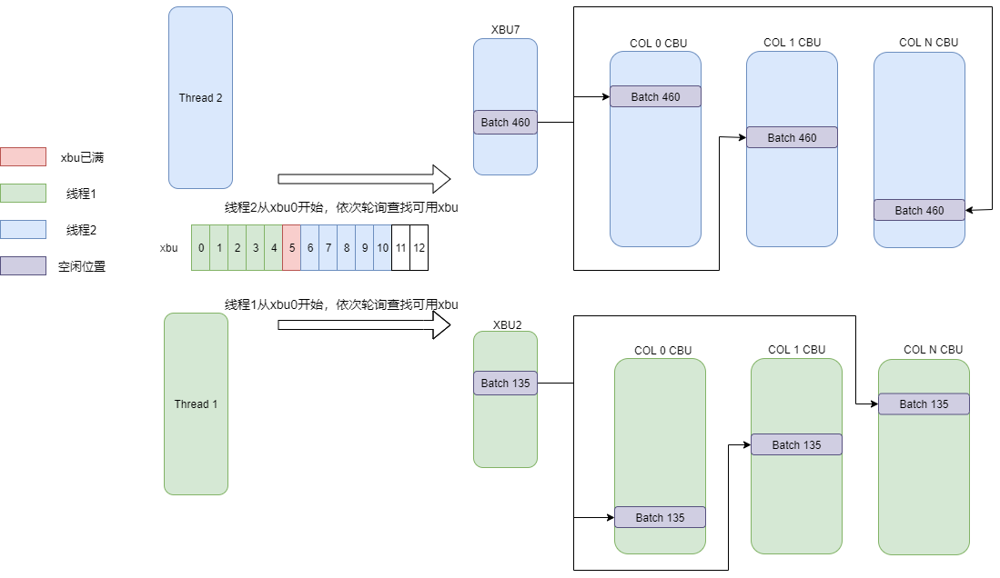 xbu已满
线程1
线程2
空闲位置
Thread 2
线程2从xbu0开始，依次轮询查找可用xbu
xbu
0 1 2 3 4 5 6 7 8 9 10 11 12
线程1从xbu0开始，依次轮询查找可用xbu
Thread 1
XBU7
Batch 460
COL 0 CBU
Batch 460
COL 1 CBU
Batch 460
COL N CBU
Batch 460
XBU2
Batch 135
COL 0 CBU
Batch 135
COL 1 CBU
Batch 135
COL N CBU
Batch 135